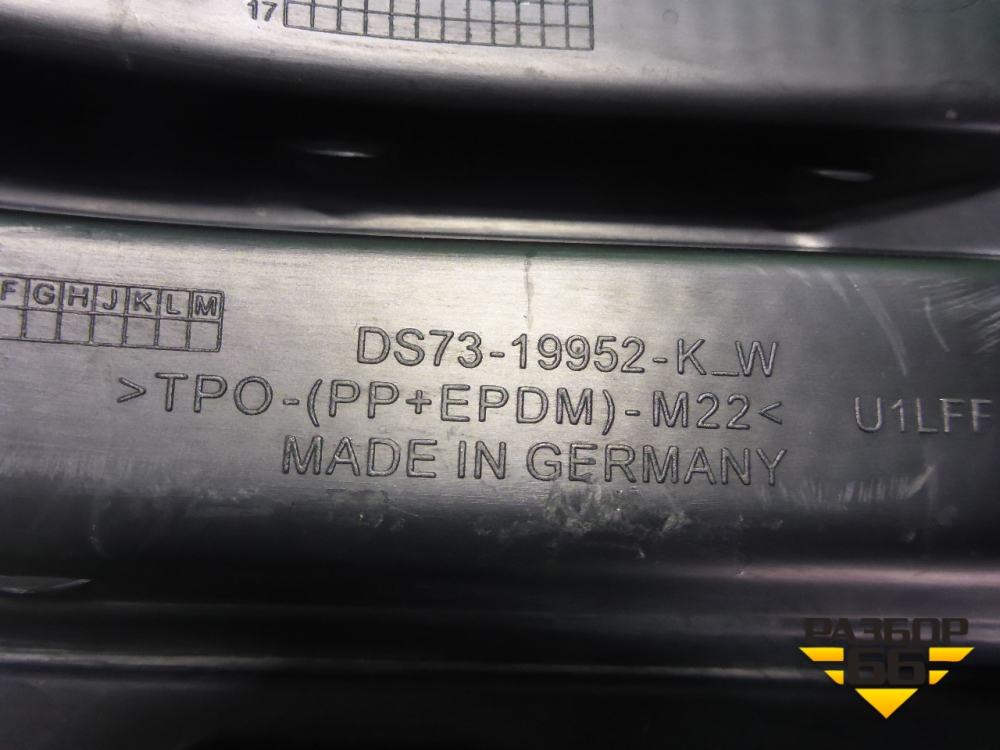 17
F G H J K L M
DS73-19952-K_W
>TPO-(PP+EPDM)-M22<
U1LFF
MADE IN GERMANY
РАЗБОР
66